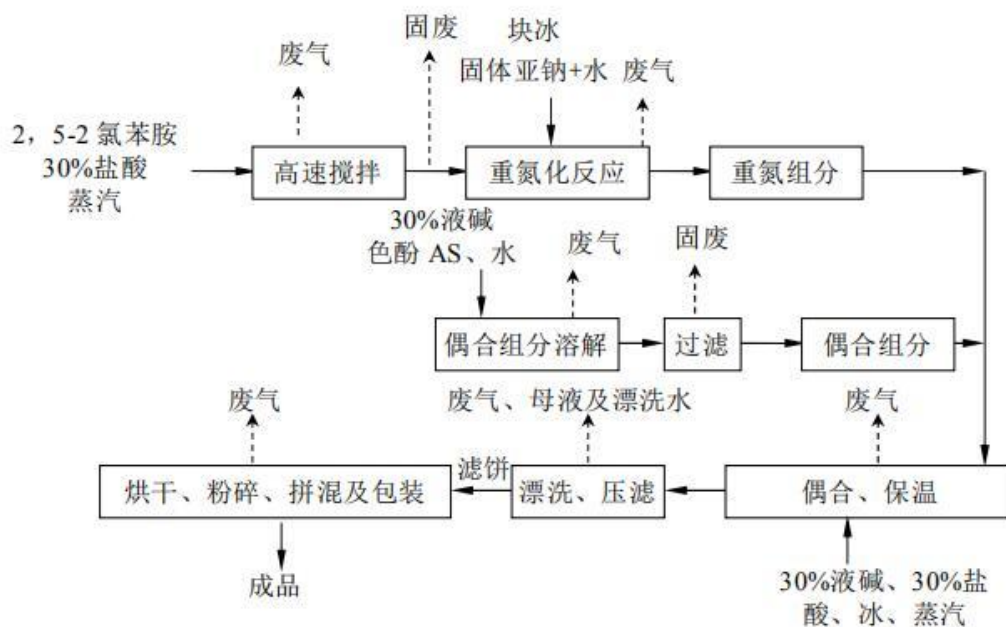 固废
块冰
废气
固体亚钠+水
废气
2，5-2 氯苯胺
30%盐酸
蒸汽
高速搅拌
重氮化反应
重氮组分
30%液碱
色酚 AS、水
废气
固废
偶合组分溶解
过滤
偶合组分
废气
废气、母液及漂洗水
废气
滤饼
烘干、粉碎、拼混及包装
漂洗、压滤
偶合、保温
成品
30%液碱、30%盐
酸、冰、蒸汽